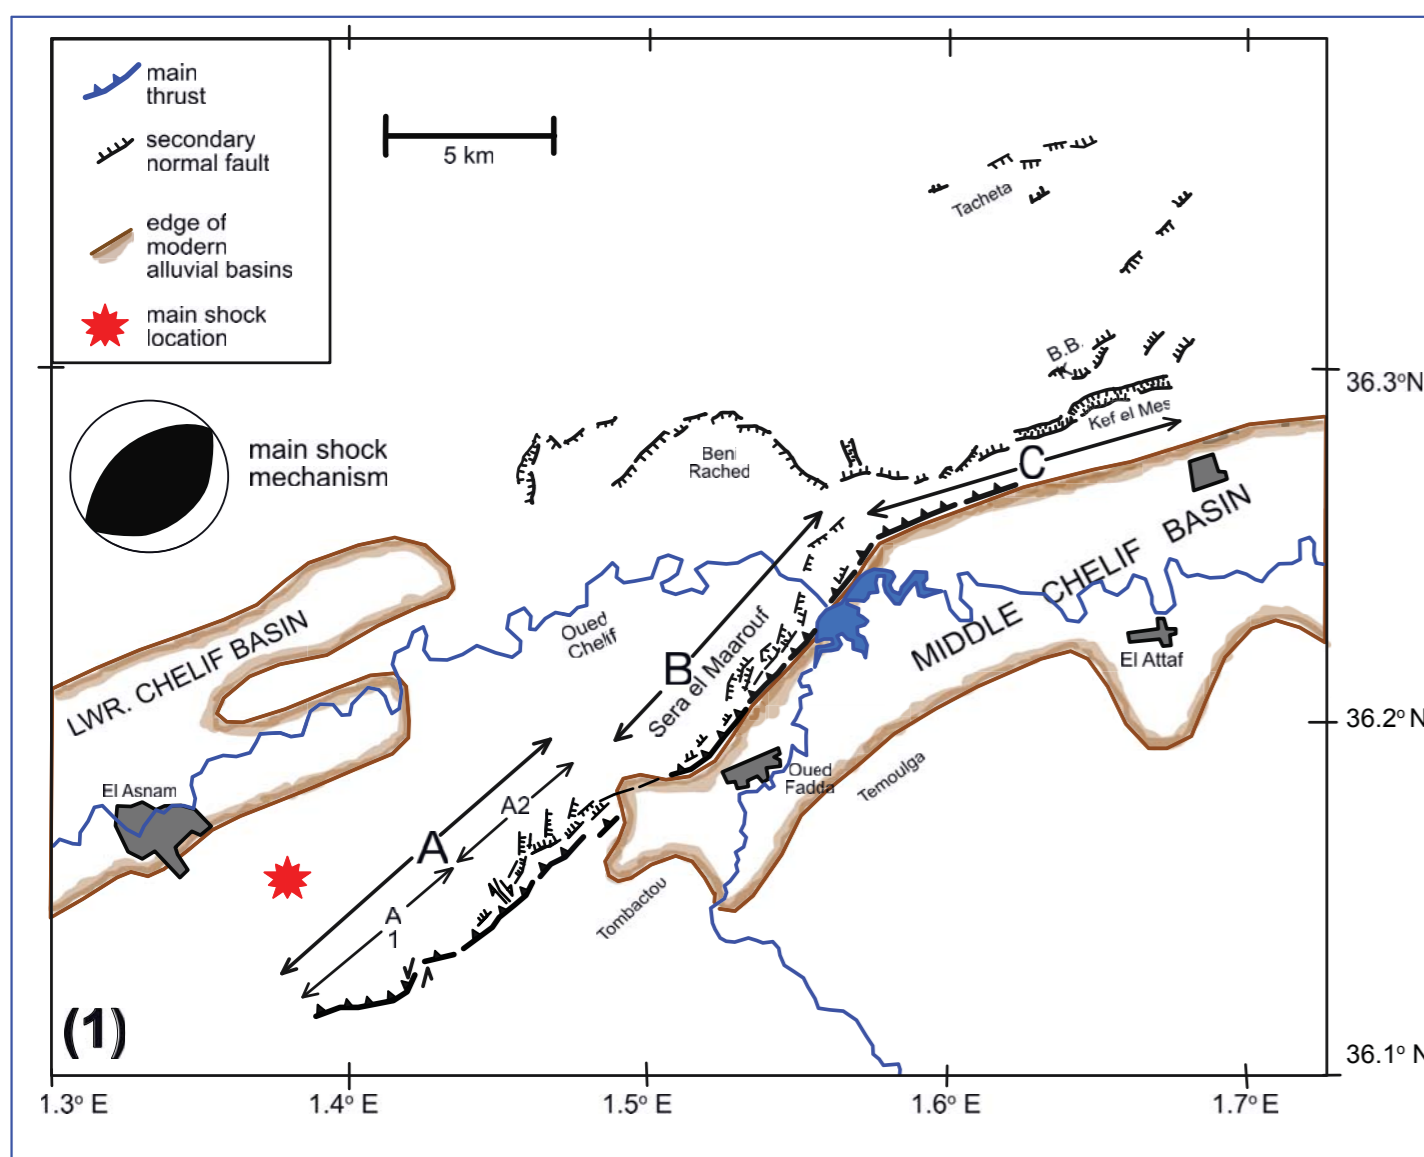 main
thrust
secondary
normal fault
edge of
modern
alluvial basins
main shock
location
5 km
Tacheta
B.B.
K
Kef el Mes
36.3° N
main shock
mechanism
Beni
Rached
C
LWR. CHELIF BASIN
Oued
Chelif
B
Sera el Maarouf
MIDDLE CHELIF BASIN
El Attaf
36.2° N
El Asnam
A
A2
A
1
Oued
Fadda
Temoulga
Tombactou
(1)
36.1° N
1.3° E
1.4° E
1.5° E
1.6° E
1.7° E